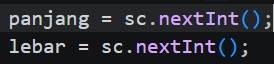 panjang = sc.nextInt();
lebar = sc.nextInt();